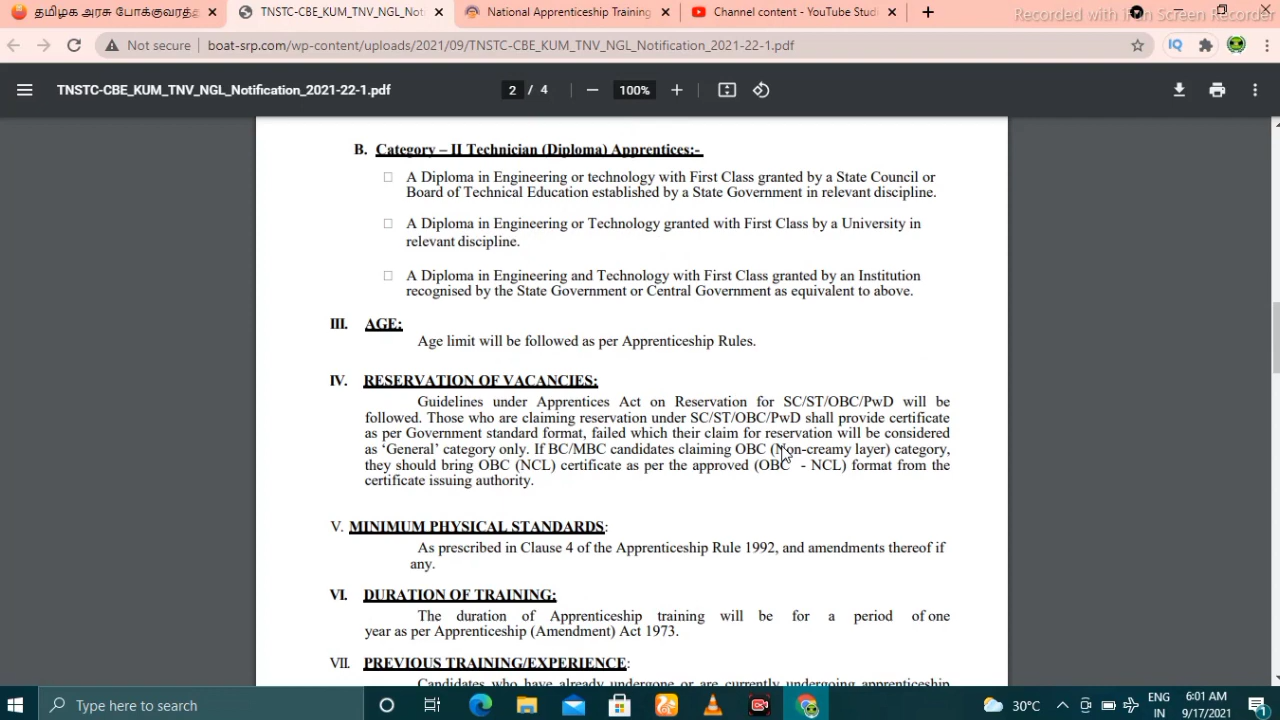 தமிழக அரசு போக்குவரத்
TNSTC-CBE_KUM_TNV_NGL_Not
National Apprenticeship Training
Channel content - YouTube Studi
Recorded with iFun Screen Recorder
Not secure
boat-srp.com/wp-content/uploads/2021/09/TNSTC-CBE_KUM_TNV_NGL_Notification_2021-22-1.pdf
IQ
TNSTC-CBE_KUM_TNV_NGL_Notification_2021-22-1.pdf
2 / 4
100%
B. Category – II Technician (Diploma) Apprentices:-
A Diploma in Engineering or technology with First Class granted by a State Council or
Board of Technical Education established by a State Government in relevant discipline.
A Diploma in Engineering or Technology granted with First Class by a University in
relevant discipline.
A Diploma in Engineering and Technology with First Class granted by an Institution
recognised by the State Government or Central Government as equivalent to above.
III. AGE:
Age limit will be followed as per Apprenticeship Rules.
IV. RESERVATION OF VACANCIES:
Guidelines under Apprentices Act on Reservation for SC/ST/OBC/PwD will be
followed. Those who are claiming reservation under SC/ST/OBC/PwD shall provide certificate
as per Government standard format, failed which their claim for reservation will be considered
as ‘General’ category only. If BC/MBC candidates claiming OBC (Non-creamy layer) category,
they should bring OBC (NCL) certificate as per the approved (OBC - NCL) format from the
certificate issuing authority.
V. MINIMUM PHYSICAL STANDARDS:
As prescribed in Clause 4 of the Apprenticeship Rule 1992, and amendments thereof if
any.
VI. DURATION OF TRAINING:
The duration of Apprenticeship training will be for a period of one
year as per Apprenticeship (Amendment) Act 1973.
VII. PREVIOUS TRAINING/EXPERIENCE:
Candidates who have already undergone or are currently undergoing apprenticeship
Type here to search
30°C
ENG
IN
6:01 AM
9/17/2021
1